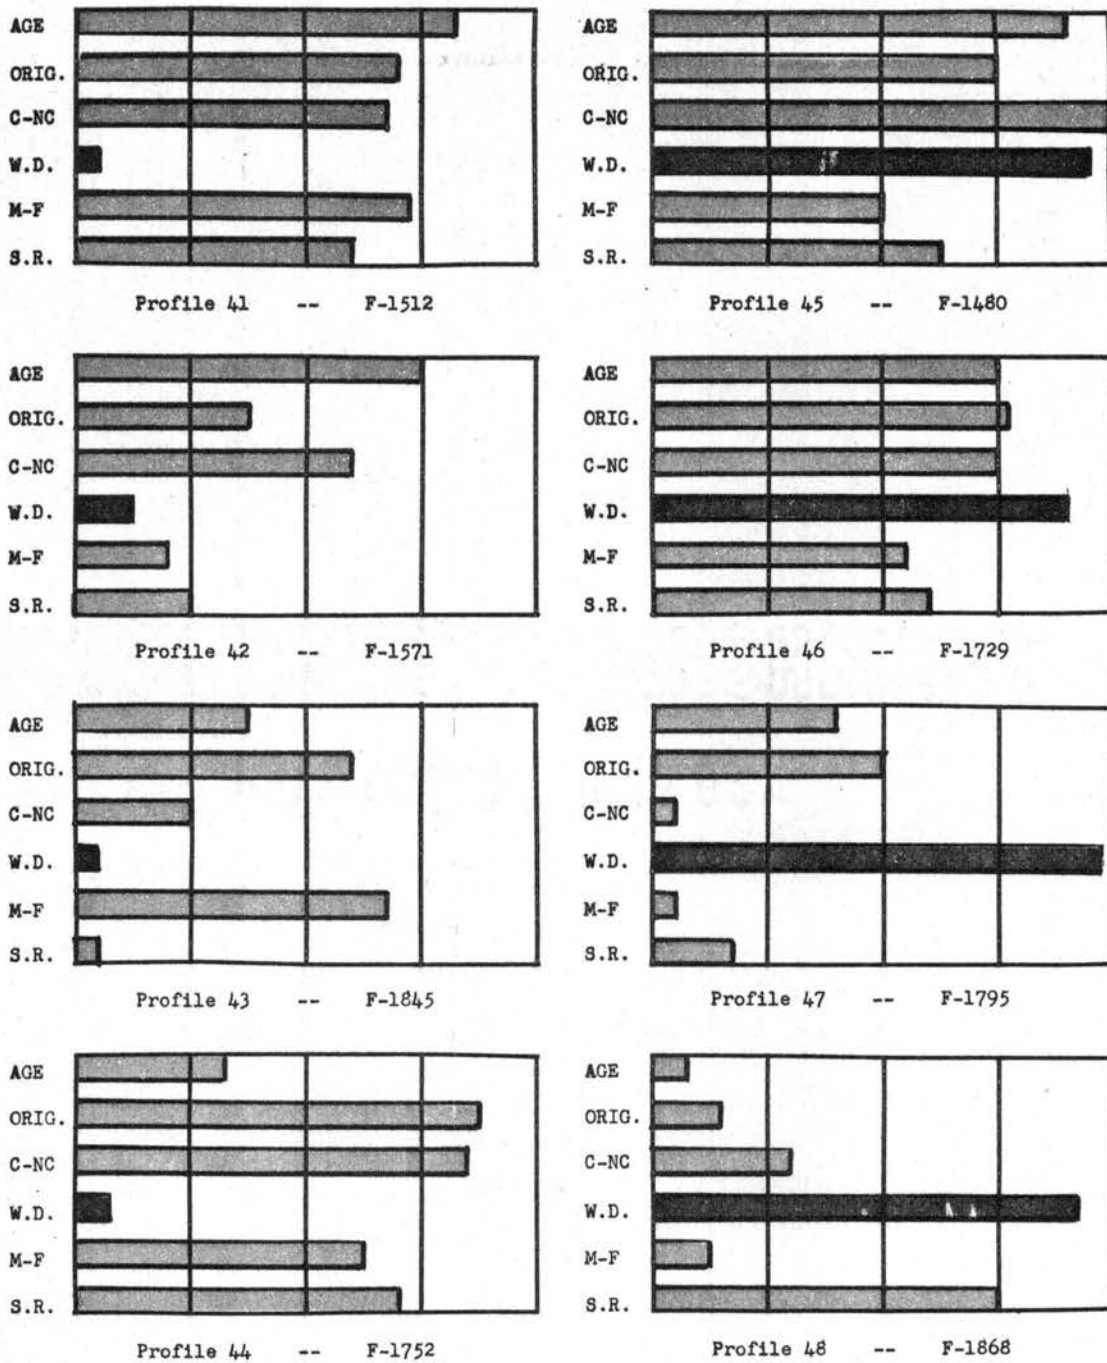 AGE
ORIG.
C-NC
W.D.
M-F
S.R.
Profile 41 -- F-1512
AGE
ORIG.
C-NC
W.D.
M-F
S.R.
Profile 45 -- F-1480
AGE
ORIG.
C-NC
W.D.
M-F
S.R.
Profile 42 -- F-1571
AGE
ORIG.
C-NC
W.D.
M-F
S.R.
Profile 46 -- F-1729
AGE
ORIG.
C-NC
W.D.
M-F
S.R.
Profile 43 -- F-1845
AGE
ORIG.
C-NC
W.D.
M-F
S.R.
Profile 47 -- F-1795
AGE
ORIG.
C-NC
W.D.
M-F
S.R.
Profile 44 -- F-1752
AGE
ORIG.
C-NC
W.D.
M-F
S.R.
Profile 48 -- F-1868